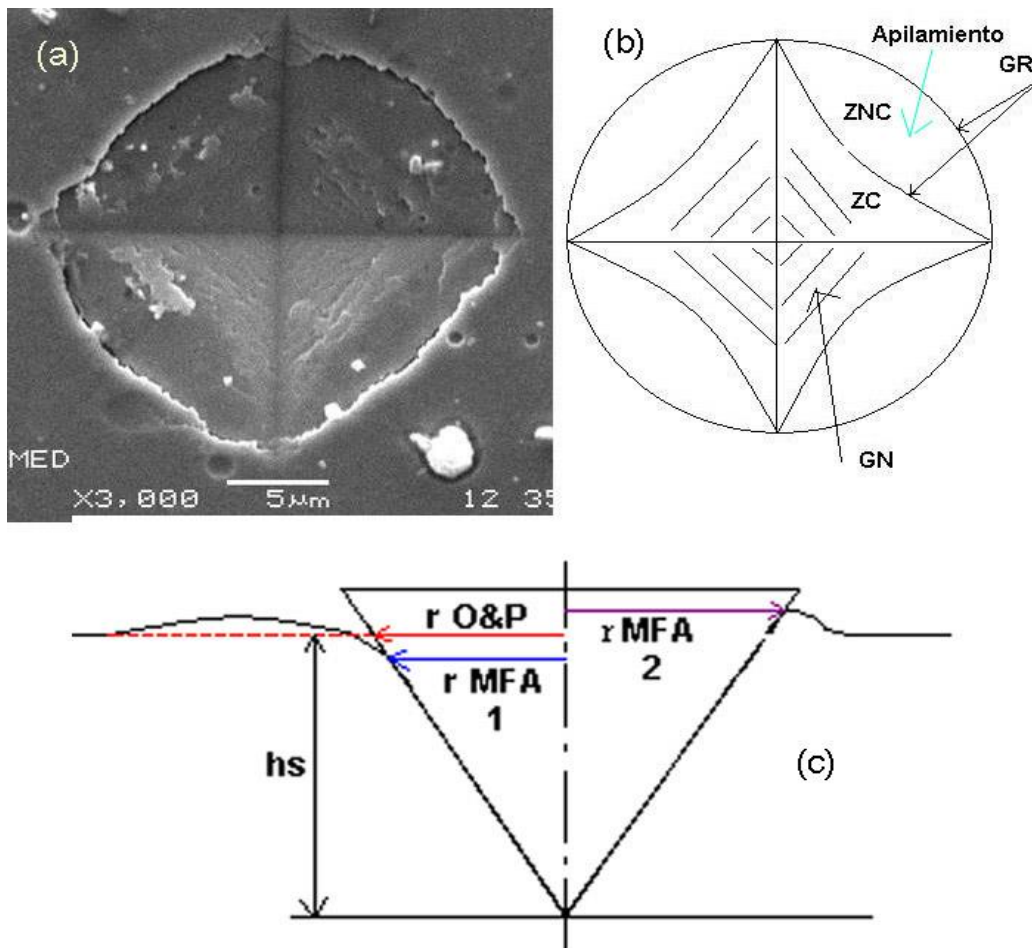 (a)
MED
X3,000 5µm 12 35
(b)
Apilamiento
GR
ZNC
ZC
GN
r O&P
r MFA
1
r MFA
2
hs
(c)